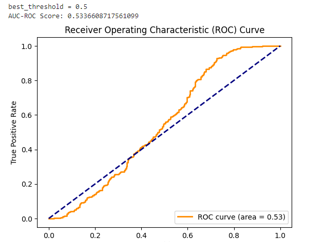 best_threshold = 0.5
AUC-ROC Score: 0.5336608717561099
Receiver Operating Characteristic (ROC) Curve
True Positive Rate
1.0
0.8
0.6
0.4
0.2
0.0
ROC curve (area = 0.53)
0.0 0.2 0.4 0.6 0.8 1.0